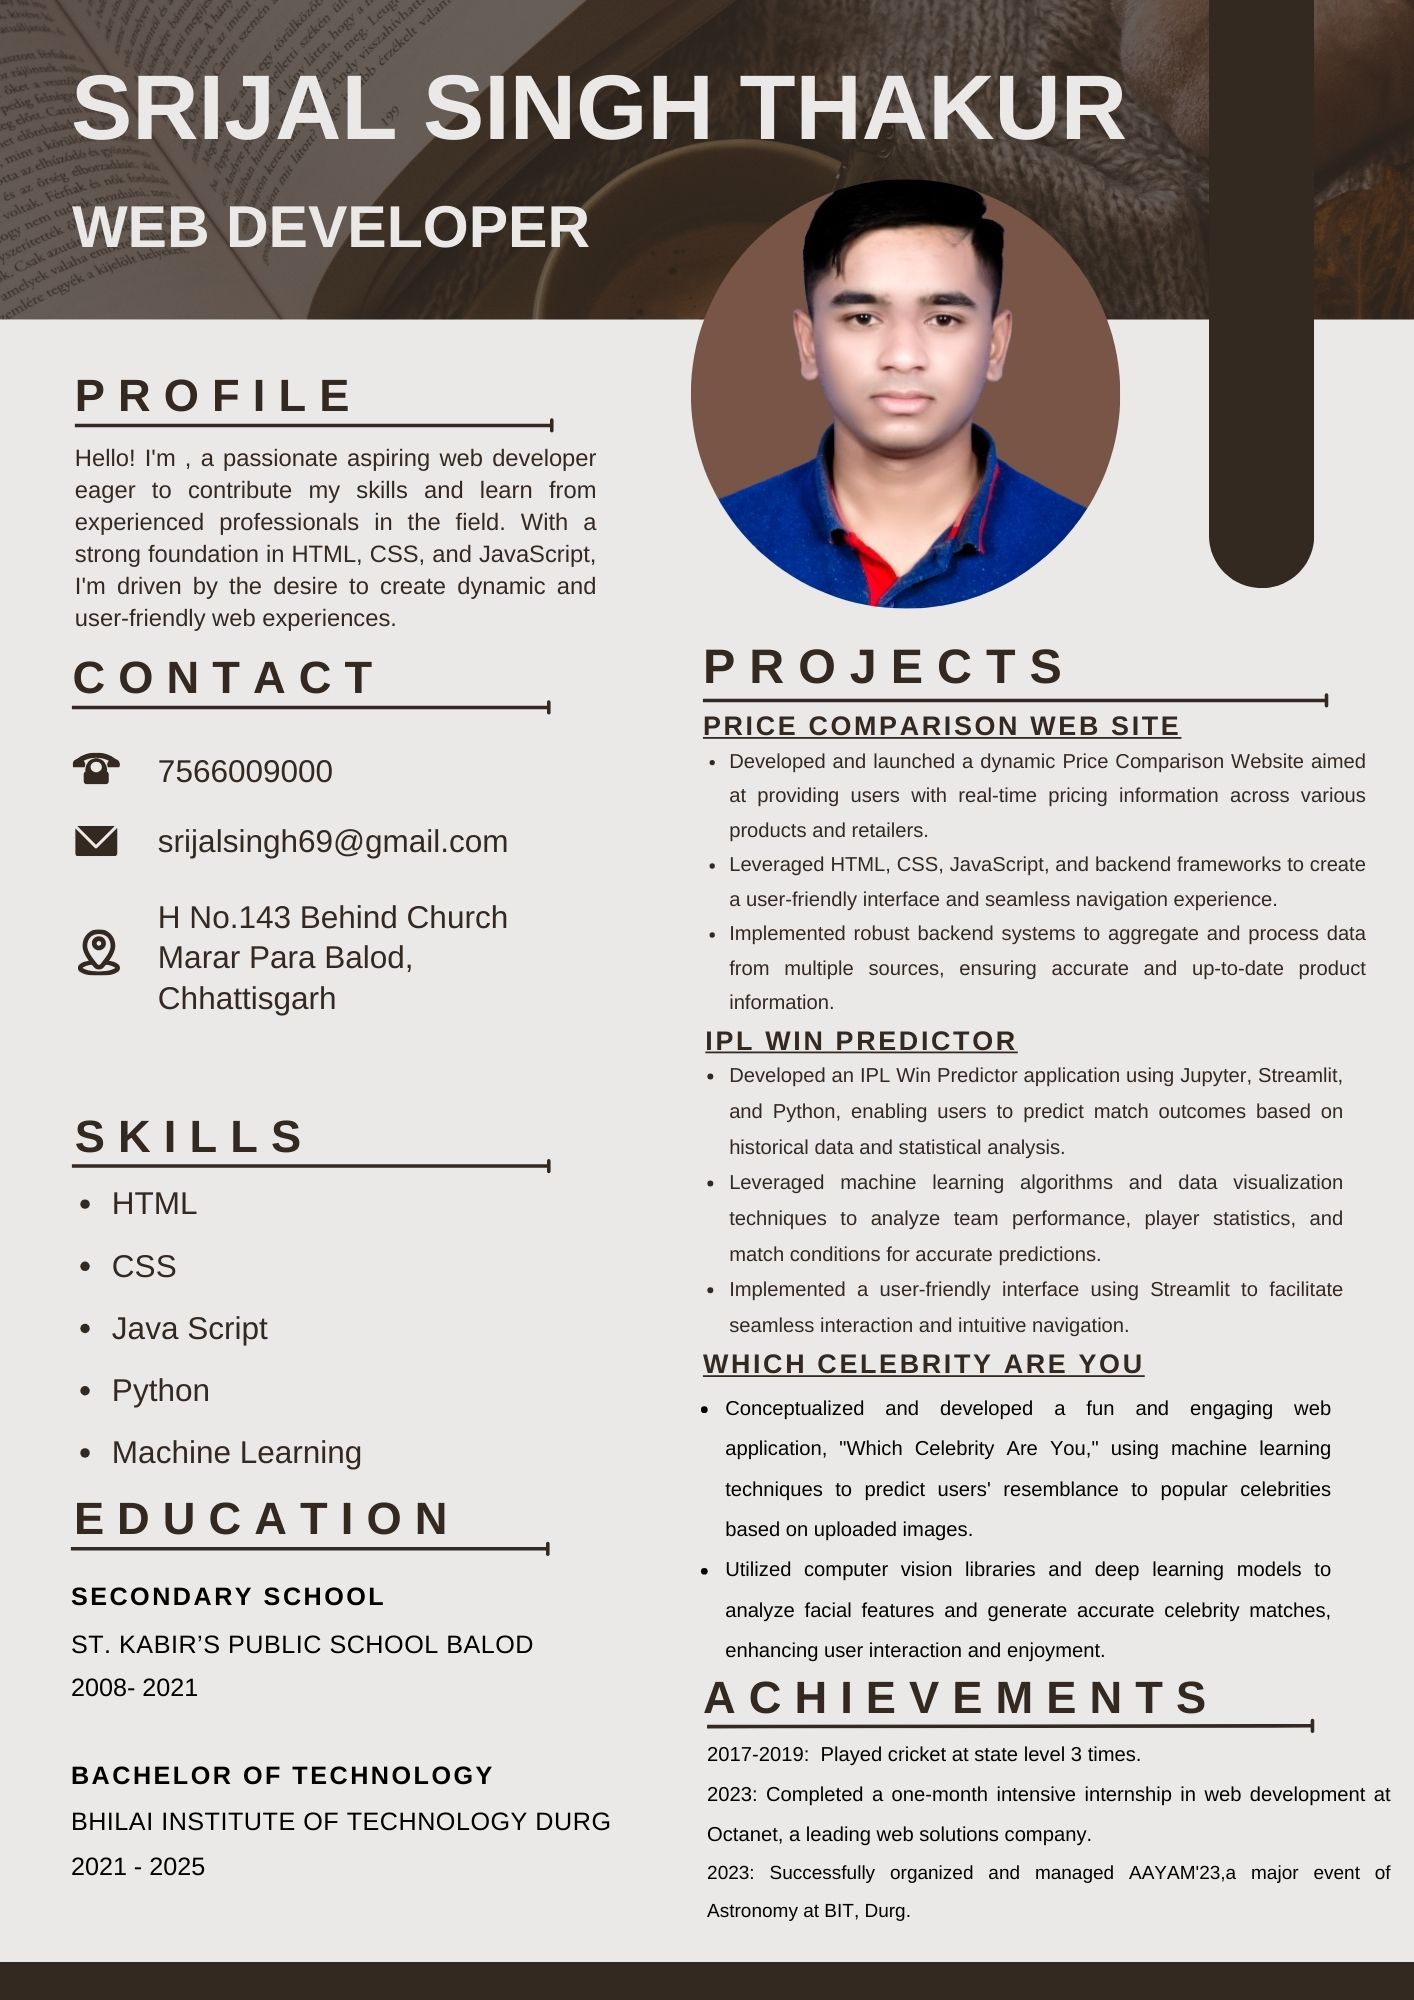 SRIJAL SINGH THAKUR
WEB DEVELOPER
PROFILE
Hello! I'm , a passionate aspiring web developer
eager to contribute my skills and learn from
experienced professionals in the field. With a
strong foundation in HTML, CSS, and JavaScript,
I'm driven by the desire to create dynamic and
user-friendly web experiences.
CONTACT
7566009000
srijalsingh69@gmail.com
H No.143 Behind Church
Marar Para Balod,
Chhattisgarh
SKILLS
• HTML
• CSS
• Java Script
• Python
• Machine Learning
EDUCATION
SECONDARY SCHOOL
ST. KABIR’S PUBLIC SCHOOL BALOD
2008- 2021
BACHELOR OF TECHNOLOGY
BHILAI INSTITUTE OF TECHNOLOGY DURG
2021 - 2025
PROJECTS
PRICE COMPARISON WEB SITE
• Developed and launched a dynamic Price Comparison Website aimed
at providing users with real-time pricing information across various
products and retailers.
• Leveraged HTML, CSS, JavaScript, and backend frameworks to create
a user-friendly interface and seamless navigation experience.
• Implemented robust backend systems to aggregate and process data
from multiple sources, ensuring accurate and up-to-date product
information.
IPL WIN PREDICTOR
• Developed an IPL Win Predictor application using Jupyter, Streamlit,
and Python, enabling users to predict match outcomes based on
historical data and statistical analysis.
• Leveraged machine learning algorithms and data visualization
techniques to analyze team performance, player statistics, and
match conditions for accurate predictions.
• Implemented a user-friendly interface using Streamlit to facilitate
seamless interaction and intuitive navigation.
WHICH CELEBRITY ARE YOU
• Conceptualized and developed a fun and engaging web
application, "Which Celebrity Are You," using machine learning
techniques to predict users' resemblance to popular celebrities
based on uploaded images.
• Utilized computer vision libraries and deep learning models to
analyze facial features and generate accurate celebrity matches,
enhancing user interaction and enjoyment.
ACHIEVEMENTS
2017-2019: Played cricket at state level 3 times.
2023: Completed a one-month intensive internship in web development at
Octanet, a leading web solutions company.
2023: Successfully organized and managed AAYAM'23,a major event of
Astronomy at BIT, Durg.